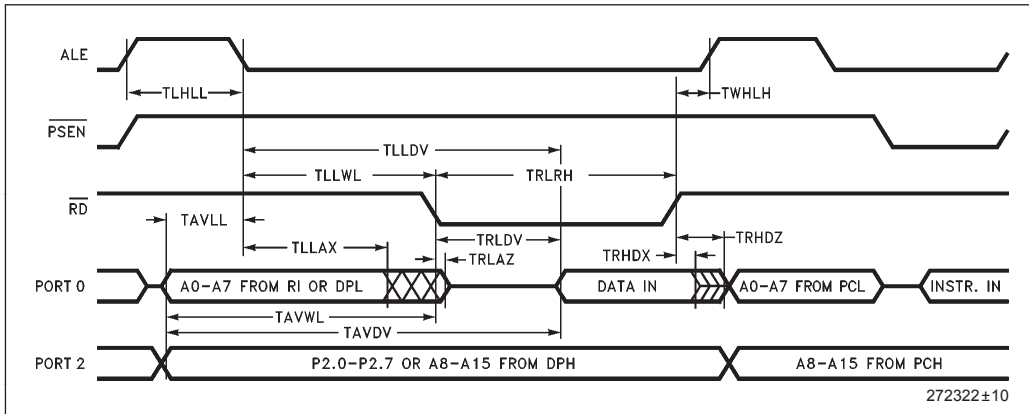 ALE
TLHLL
TWHLH
PSEN
TLLDV
TLLWL
TRLRH
RD
TAVLL
TLLAX
TRLDV
TRLAZ
TRHDX
TRHDZ
PORT 0
A0-A7 FROM RI OR DPL
DATA IN
A0-A7 FROM PCL
INSTR. IN
TAVWL
TAVDV
PORT 2
P2.0-P2.7 OR A8-A15 FROM DPH
A8-A15 FROM PCH
272322±10